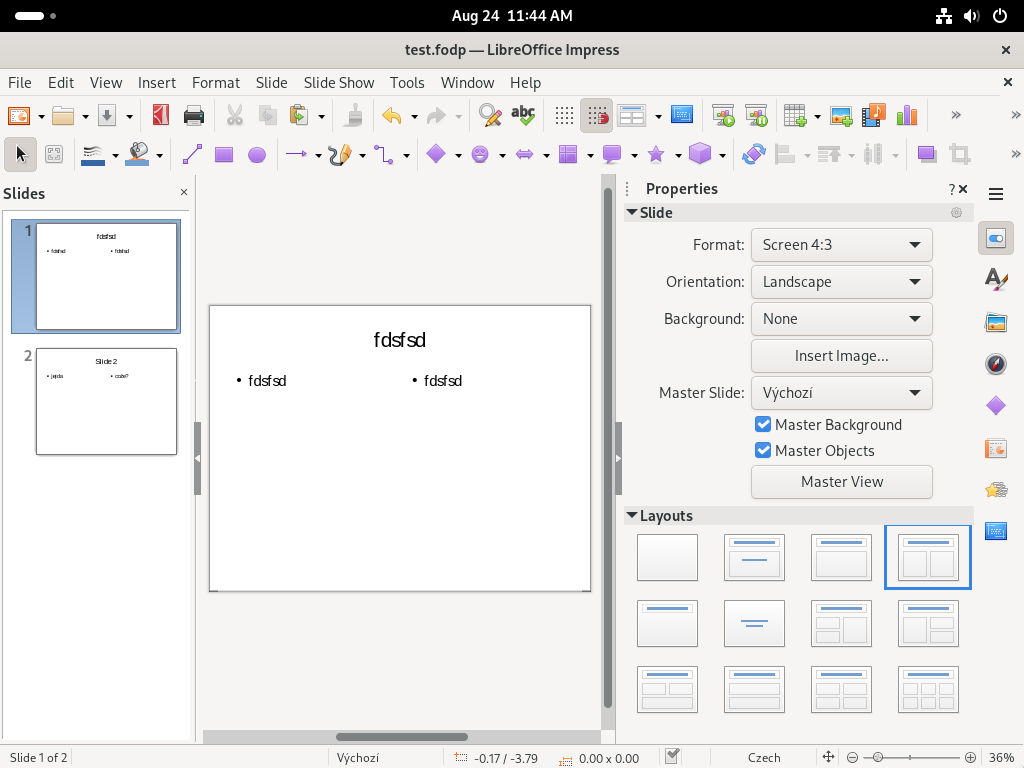 Aug 24 11:44 AM
test.fodp — LibreOffice Impress
File Edit View Insert Format Slide Slide Show Tools Window Help
abc
Slides
Properties
Slide
Format: Screen 4:3
Orientation: Landscape
Background: None
Insert Image...
Master Slide: Výchozí
Master Background
Master Objects
Master View
Layouts
1
fdsfsd
• fdsfsd
• fdsfsd
2
Slide 2
• jejda
fdsfsd
• fdsfsd
• fdsfsd
Slide 1 of 2
Výchozí
-0.17 / -3.79
0.00 x 0.00
Czech
36%